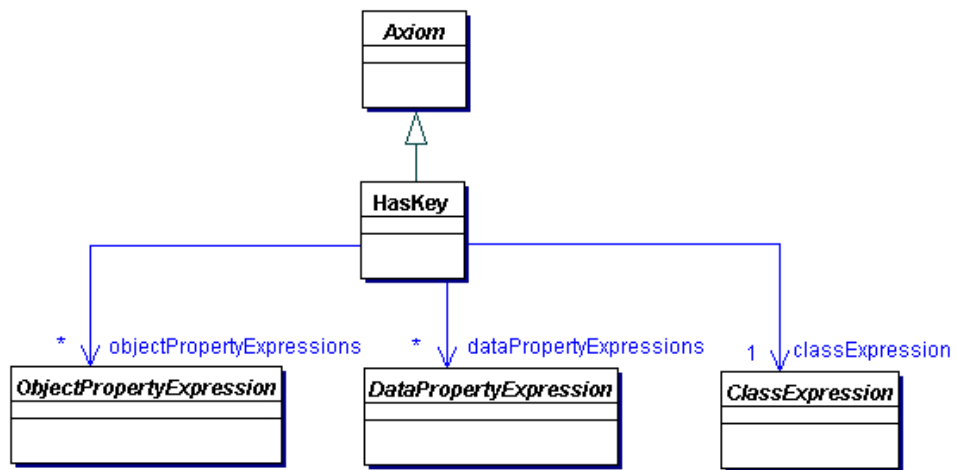 Axiom
HasKey
* objectPropertyExpressions
* dataPropertyExpressions
1 classExpression
ObjectPropertyExpression
DataPropertyExpression
ClassExpression